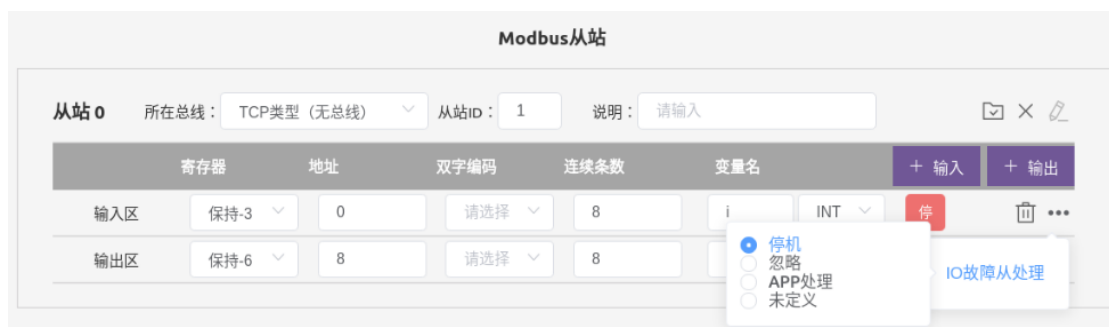 Modbus从站
从站 0 所在总线： TCP类型（无总线） 从站ID： 1 说明： 请输入
寄存器 地址 双字编码 连续条数 变量名 + 输入 + 输出
输入区 保持-3 0 请选择 8 i INT 停
输出区 保持-6 8 请选择 8
停机
忽略
APP处理
未定义
IO故障从处理